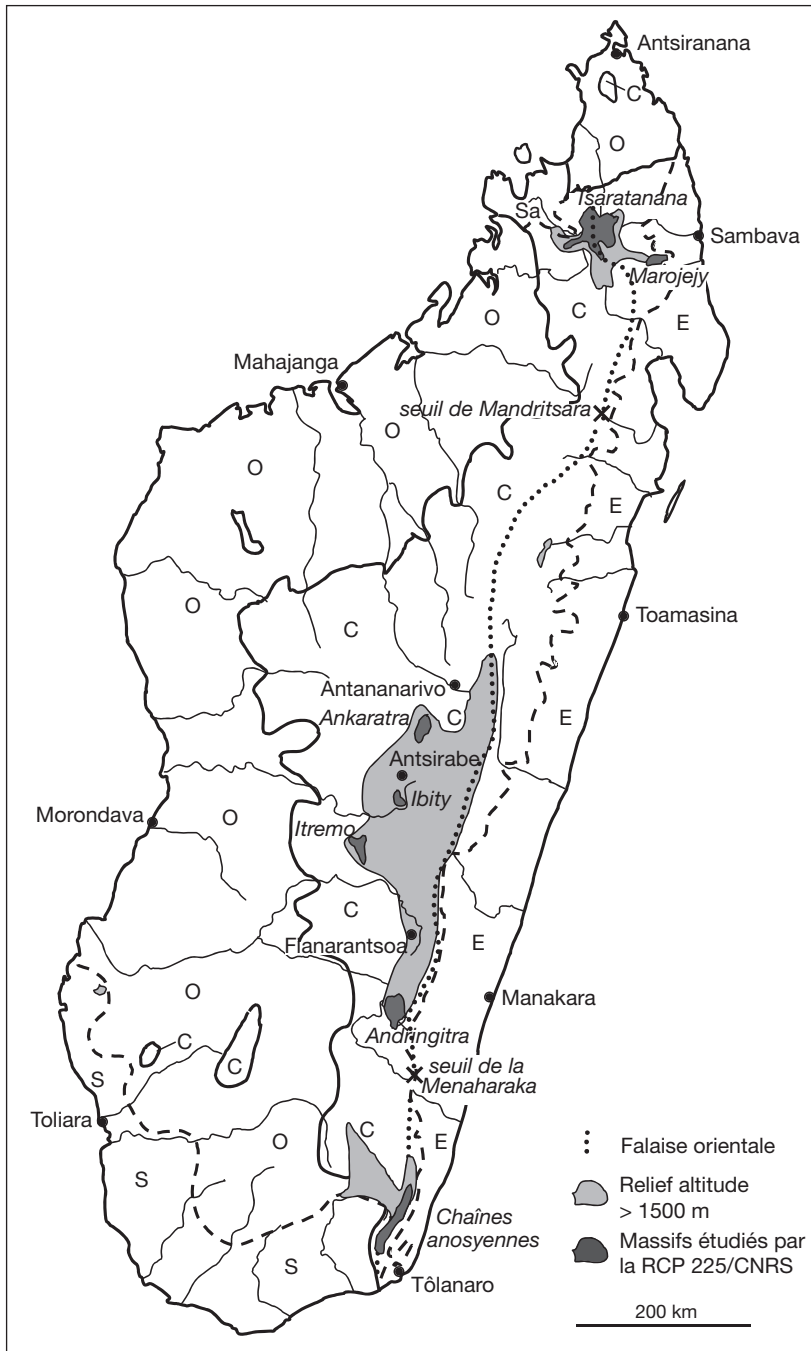 Antsiranana
C
O
Tsaratanana
Sa
Sambava
Marojejy
O
C
E
Mahajanga
seuil de Mandritsara
O
O
C
E
O
Toamasina
C
Antananarivo
Ankaratra
C
E
Antsirabe
Ibity
Morondava
O
Itremo
C
Fianarantsoa
E
O
Manakara
Andringitra
C
C
seuil de la
Menaharaka
S
Toliara
O
C
E
S
Chaînes
anosyennes
S
Tôlanaro
Falaise orientale
Relief altitude
> 1500 m
Massifs étudiés par
la RCP 225/CNRS
200 km